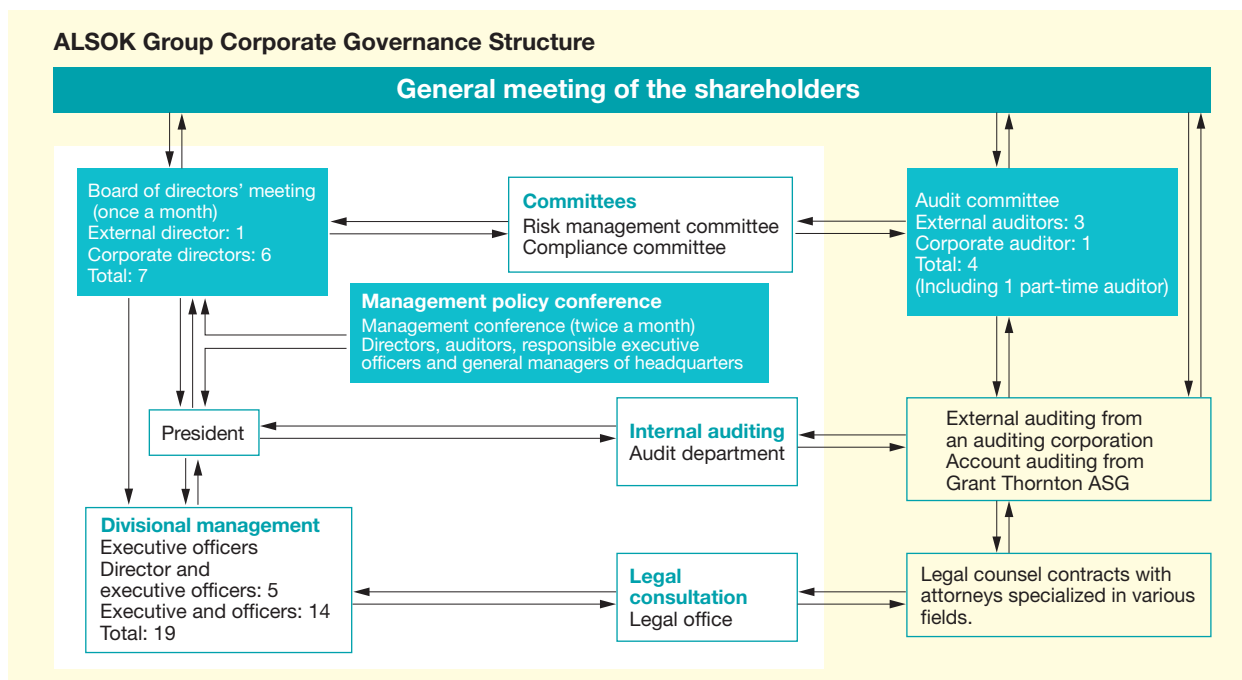 ALSOK Group Corporate Governance Structure
General meeting of the shareholders
Board of directors' meeting
(once a month)
External director: 1
Corporate directors: 6
Total: 7
Committees
Risk management committee
Compliance committee
Audit committee
External auditors: 3
Corporate auditor: 1
Total: 4
(Including 1 part-time auditor)
Management policy conference
Management conference (twice a month)
Directors, auditors, responsible executive
officers and general managers of headquarters
President
Internal auditing
Audit department
External auditing from
an auditing corporation
Account auditing from
Grant Thornton ASG
Divisional management
Executive officers
Director and
executive officers: 5
Executive and officers: 14
Total: 19
Legal
consultation
Legal office
Legal counsel contracts with
attorneys specialized in various
fields.